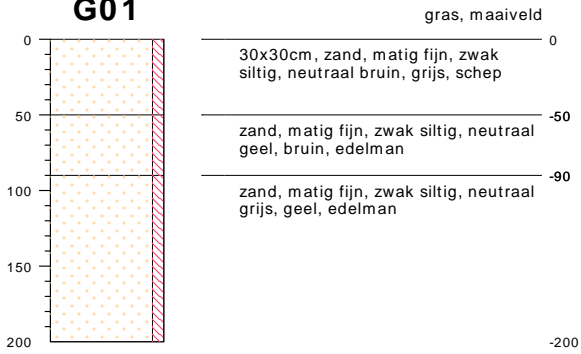 G01
gras, maaiveld
0
0
30x30cm, zand, matig fijn, zwak
siltig, neutraal bruin, grijs, schep
50
-50
zand, matig fijn, zwak siltig, neutraal
geel, bruin, edelman
-90
100
zand, matig fijn, zwak siltig, neutraal
grijs, geel, edelman
150
200
-200